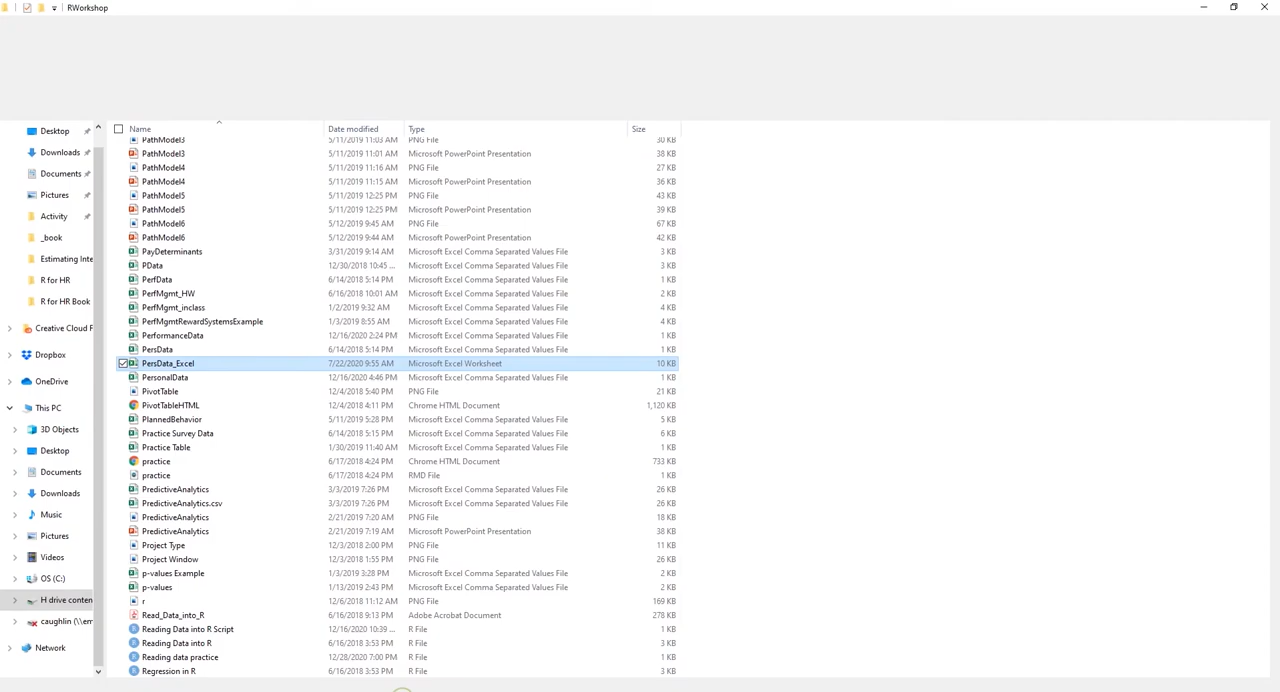 RWorkshop
Desktop
Downloads
Documents
Pictures
Activity
_book
Estimating Inte
R for HR
R for HR Book
Creative Cloud F
Dropbox
OneDrive
This PC
3D Objects
Desktop
Documents
Downloads
Music
Pictures
Videos
OS (C:)
H drive conten
caughlin (\\em
Network
Name Date modified Type Size
PathModel3 5/11/2019 11:03 AM PNG File 30 KB
PathModel3 5/11/2019 11:01 AM Microsoft PowerPoint Presentation 38 KB
PathModel4 5/11/2019 11:16 AM PNG File 27 KB
PathModel4 5/11/2019 11:15 AM Microsoft PowerPoint Presentation 36 KB
PathModel5 5/11/2019 12:25 PM PNG File 43 KB
PathModel5 5/11/2019 12:25 PM Microsoft PowerPoint Presentation 39 KB
PathModel6 5/12/2019 9:45 AM PNG File 67 KB
PathModel6 5/12/2019 9:44 AM Microsoft PowerPoint Presentation 42 KB
PayDeterminants 3/31/2019 9:14 AM Microsoft Excel Comma Separated Values File 3 KB
PData 12/30/2018 10:45 ... Microsoft Excel Comma Separated Values File 3 KB
PerfData 6/14/2018 5:14 PM Microsoft Excel Comma Separated Values File 1 KB
PerfMgmt_HW 6/16/2018 10:01 AM Microsoft Excel Comma Separated Values File 2 KB
PerfMgmt_inclass 1/2/2019 9:32 AM Microsoft Excel Comma Separated Values File 4 KB
PerfMgmtRewardSystemsExample 1/3/2019 8:55 AM Microsoft Excel Comma Separated Values File 4 KB
PerformanceData 12/16/2020 2:24 PM Microsoft Excel Comma Separated Values File 1 KB
PersData 6/14/2018 5:14 PM Microsoft Excel Comma Separated Values File 1 KB
PersData_Excel 7/22/2020 9:55 AM Microsoft Excel Worksheet 10 KB
PersonalData 12/16/2020 4:46 PM Microsoft Excel Comma Separated Values File 1 KB
PivotTable 12/4/2018 5:40 PM PNG File 21 KB
PivotTableHTML 12/4/2018 4:11 PM Chrome HTML Document 1,120 KB
PlannedBehavior 5/11/2019 5:28 PM Microsoft Excel Comma Separated Values File 5 KB
Practice Survey Data 6/14/2018 5:15 PM Microsoft Excel Comma Separated Values File 6 KB
Practice Table 1/30/2019 11:40 AM Microsoft Excel Comma Separated Values File 1 KB
practice 6/17/2018 4:24 PM Chrome HTML Document 733 KB
practice 6/17/2018 4:24 PM RMD File 1 KB
PredictiveAnalytics 3/3/2019 7:26 PM Microsoft Excel Comma Separated Values File 26 KB
PredictiveAnalytics.csv 3/3/2019 7:26 PM Microsoft Excel Comma Separated Values File 26 KB
PredictiveAnalytics 2/21/2019 7:20 AM PNG File 18 KB
PredictiveAnalytics 2/21/2019 7:19 AM Microsoft PowerPoint Presentation 38 KB
Project Type 12/3/2018 2:00 PM PNG File 11 KB
Project Window 12/3/2018 1:55 PM PNG File 26 KB
p-values Example 1/3/2019 3:28 PM Microsoft Excel Comma Separated Values File 2 KB
p-values 1/13/2019 2:43 PM Microsoft Excel Comma Separated Values File 2 KB
r 12/6/2018 11:12 AM PNG File 169 KB
Read_Data_into_R 6/16/2018 9:13 PM Adobe Acrobat Document 278 KB
Reading Data into R Script 12/16/2020 10:39 ... R File 1 KB
Reading Data into R 6/16/2018 3:53 PM R File 3 KB
Reading data practice 12/28/2020 7:00 PM R File 1 KB
Regression in R 6/16/2018 3:53 PM R File 3 KB